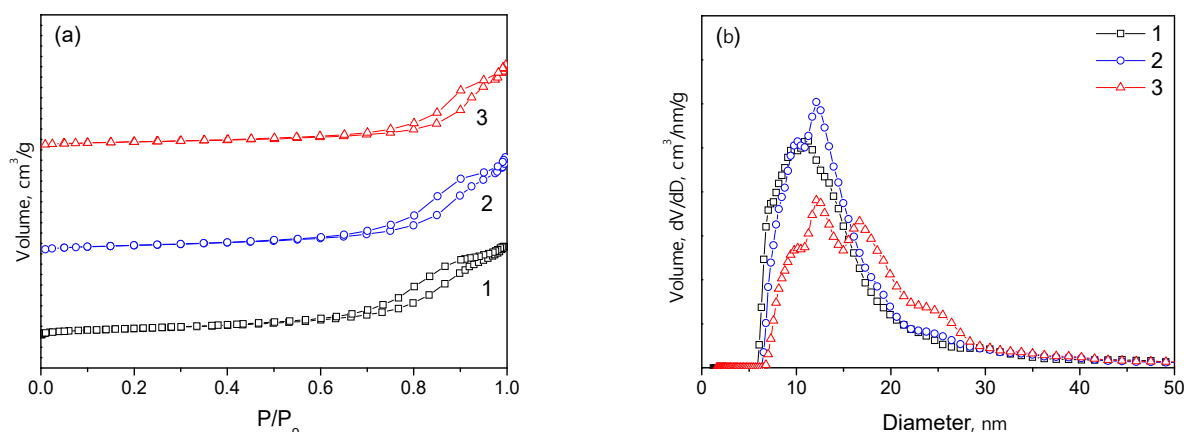 (a)
Volume, cm³/g
3
2
1
0.0 0.2 0.4 0.6 0.8 1.0
P/P₀
(b)
1
2
3
Volume, dV/dD, cm³/nm/g
10 20 30 40 50
Diameter, nm